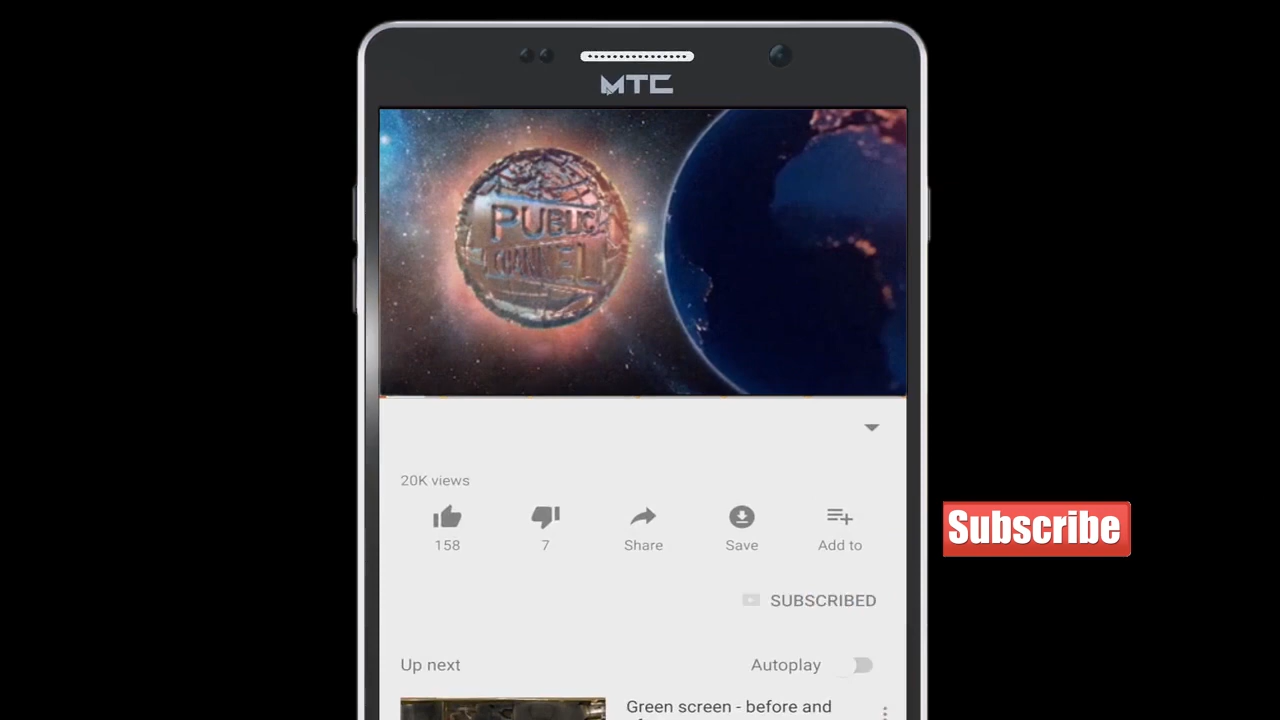 MTC
PUBLIC
CHANNEL
20K views
158
7
Share
Save
Add to
Subscribe
SUBSCRIBED
Up next
Autoplay
Green screen - before and